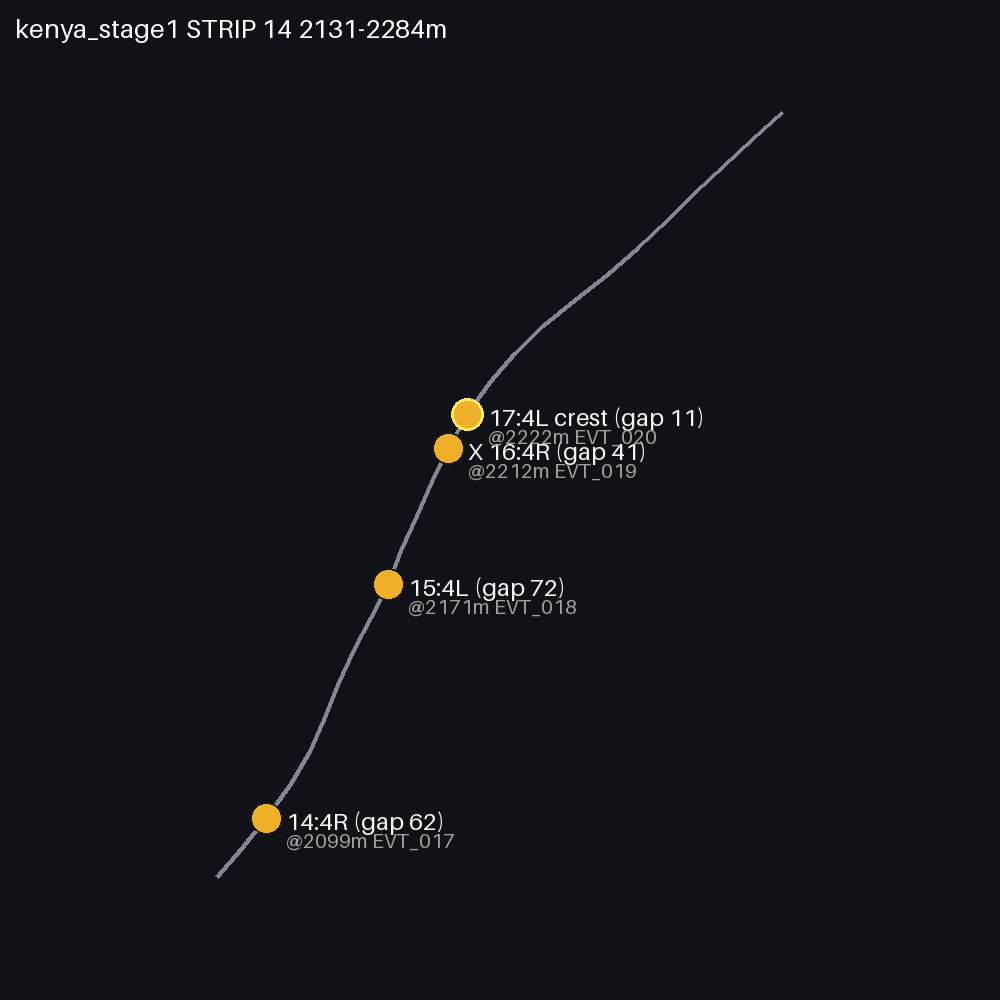 kenya_stage1 STRIP 14 2131-2284m
17:4L crest (gap 11)
@2222m EVT_020
X 16:4R (gap 41)
@2212m EVT_019
15:4L (gap 72)
@2171m EVT_018
14:4R (gap 62)
@2099m EVT_017